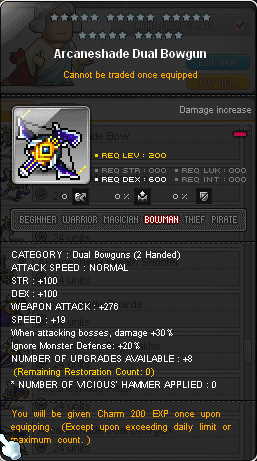 Arcaneshade Dual Bowgun
Cannot be traded once equipped
Damage increase
• REQ LEV : 200
• REQ STR : 000 • REQ LUK : 000
• REQ DEX : 600 • REQ INT : 000
0 0 0
BEGINNER WARRIOR MAGICIAN BOWMAN THIEF PIRATE
CATEGORY : Dual Bowguns (2 Handed)
ATTACK SPEED : NORMAL
STR : +100
DEX : +100
WEAPON ATTACK : +276
SPEED : +19
When attacking bosses, damage +30%
Ignore Monster Defense: +20%
NUMBER OF UPGRADES AVAILABLE : +8
(Remaining Restoration Count: 0)
* NUMBER OF VICIOUS' HAMMER APPLIED : 0
You will be given Charm 200 EXP once upon
equipping. (Except upon exceeding daily limit or
maximum count. )